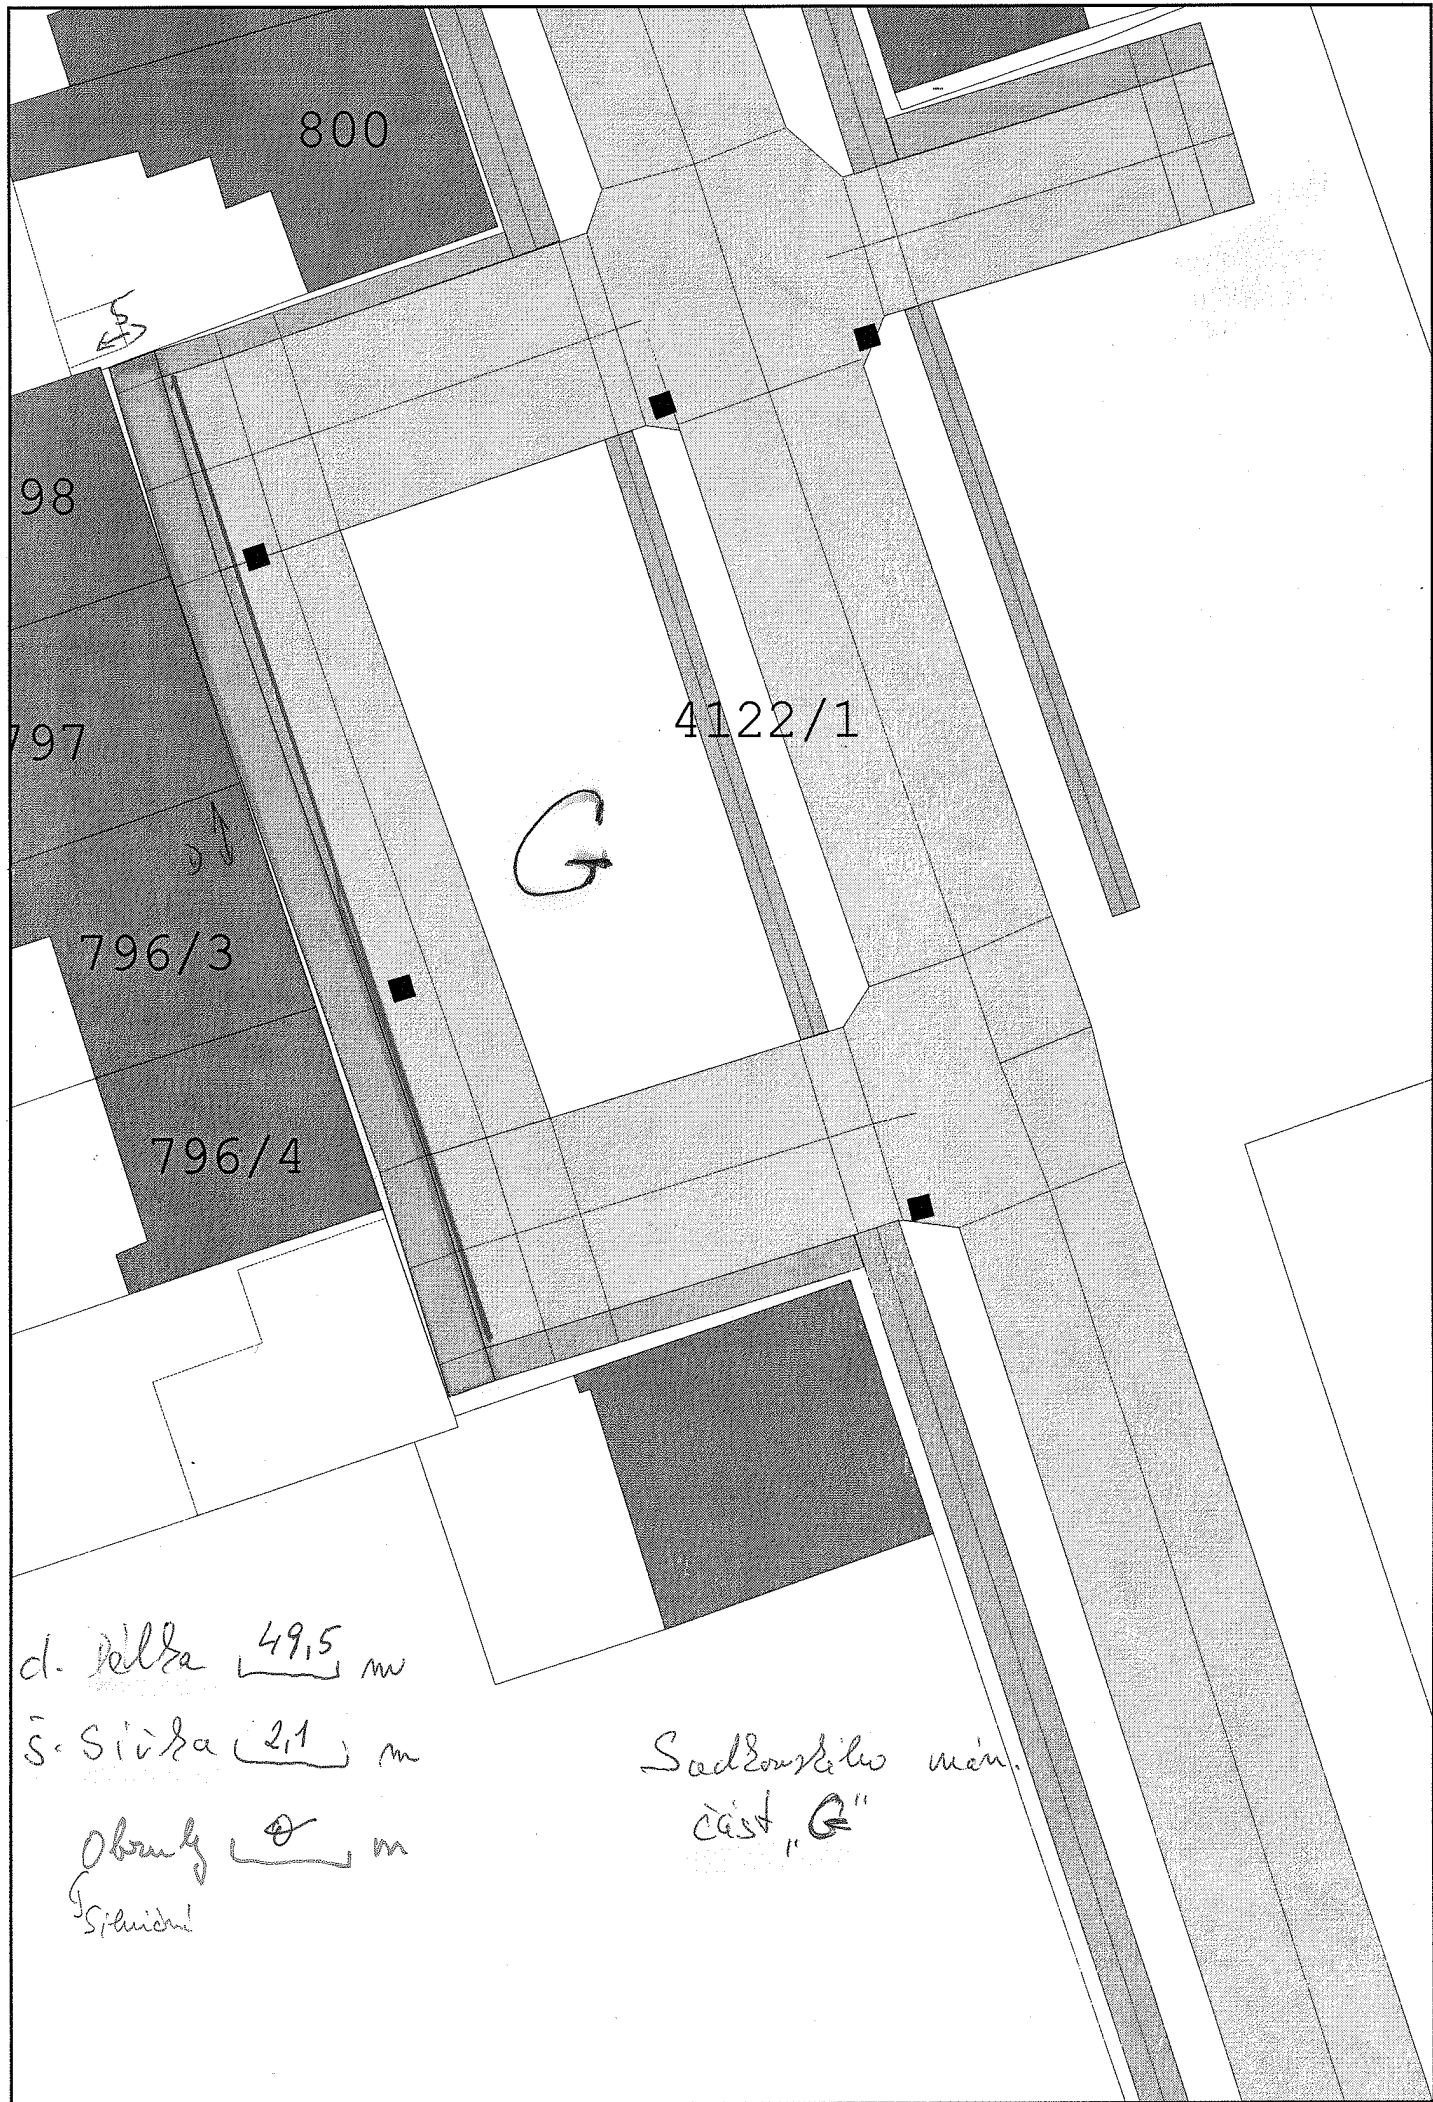 800
š
98
797
4122/1
G
d
796/3
796/4
d. Délka 49,5 m
š. Šířka 2,1 m
Obruby 0 m
Silniční
Sadkovského nám.
část „G“